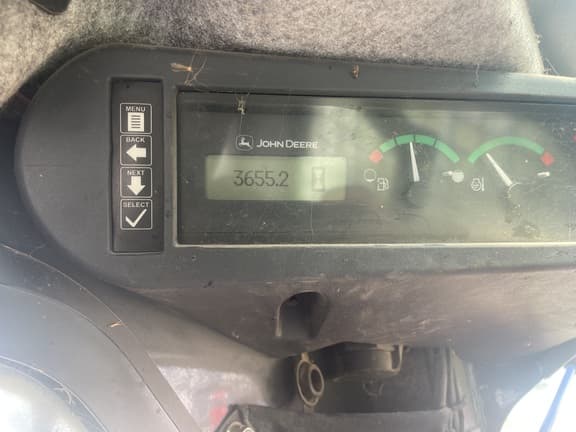 MENU
BACK
NEXT
SELECT
JOHN DEERE
3655.2